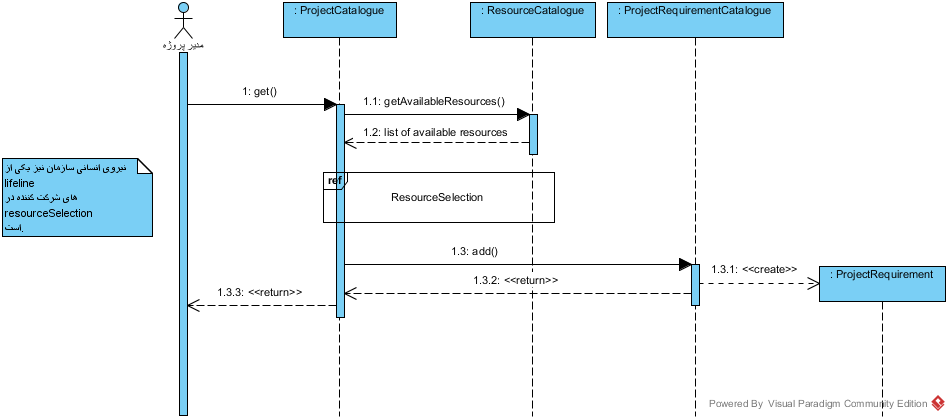 : ProjectCatalogue
: ResourceCatalogue
: ProjectRequirementCatalogue
مدیر پروژه
1: get()
1.1: getAvailableResources()
1.2: list of available resources
نیروی انسانی سازمان نیز یکی از
lifeline
های شرکت کننده در
resourceSelection
است.
ref
ResourceSelection
1.3: add()
1.3.1: <<create>>
: ProjectRequirement
1.3.2: <<return>>
1.3.3: <<return>>
Powered By Visual Paradigm Community Edition